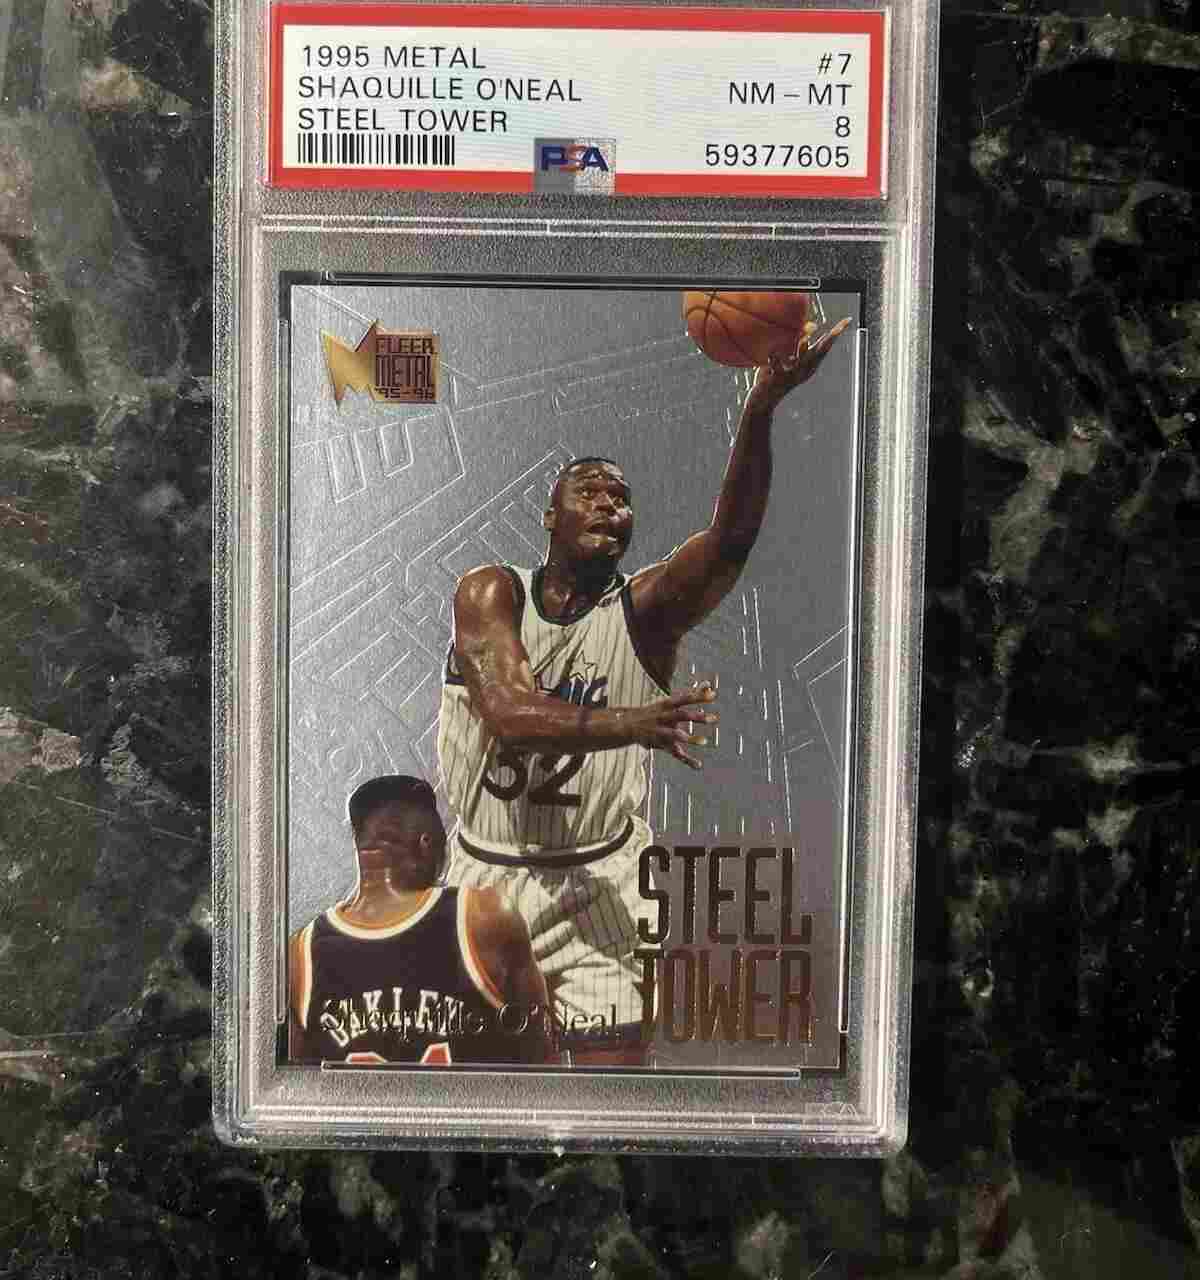 1995 METAL #7
SHAQUILLE O'NEAL NM - MT
STEEL TOWER 8
PSA 59377605
FLEER
METAL
'95-96
32
STEEL
TOWER
OAKLEY
Shaquille O'Neal